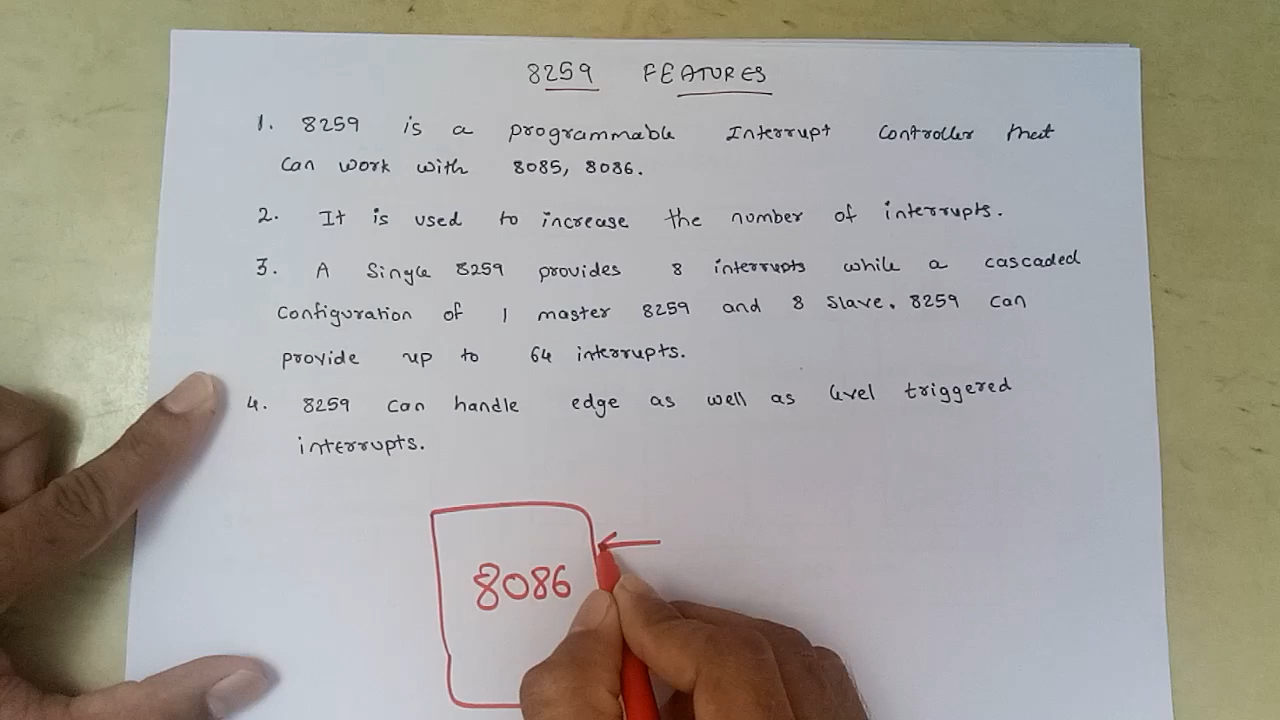 8259 FEATURES
1. 8259 is a programmable Interrupt Controller that
can work with 8085, 8086.
2. It is used to increase the number of interrupts.
3. A Single 8259 provides 8 interrupts while a cascaded
configuration of 1 master 8259 and 8 slave. 8259 can
provide up to 64 interrupts.
4. 8259 can handle edge as well as level triggered
interrupts.
8086